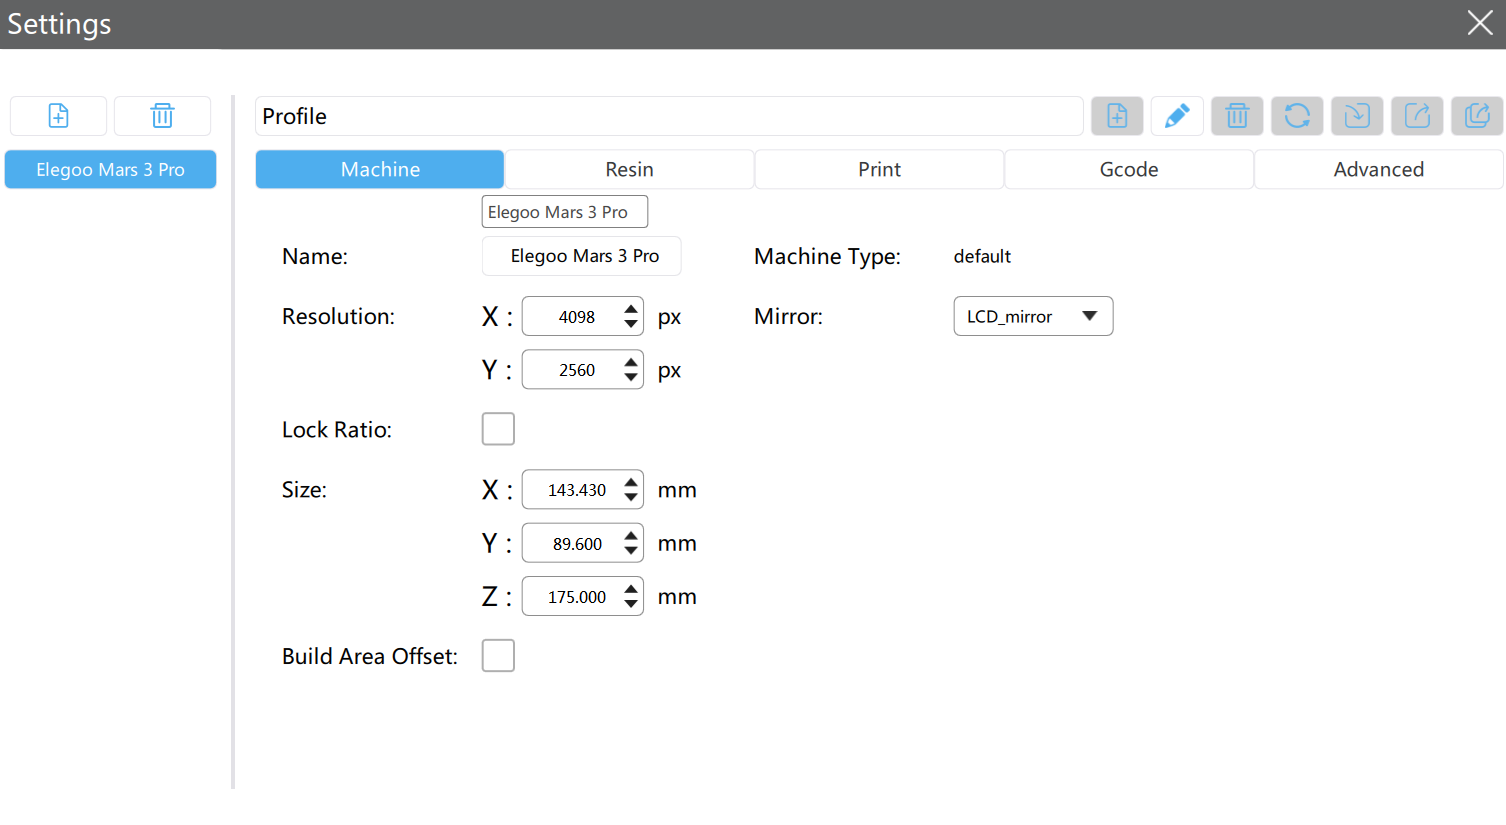 Settings
Profile
Elegoo Mars 3 Pro
Machine Resin Print Gcode Advanced
Elegoo Mars 3 Pro
Name: Elegoo Mars 3 Pro Machine Type: default
Resolution: X : 4098 px Mirror: LCD_mirror
Y : 2560 px
Lock Ratio:
Size: X : 143.430 mm
Y : 89.600 mm
Z : 175.000 mm
Build Area Offset: